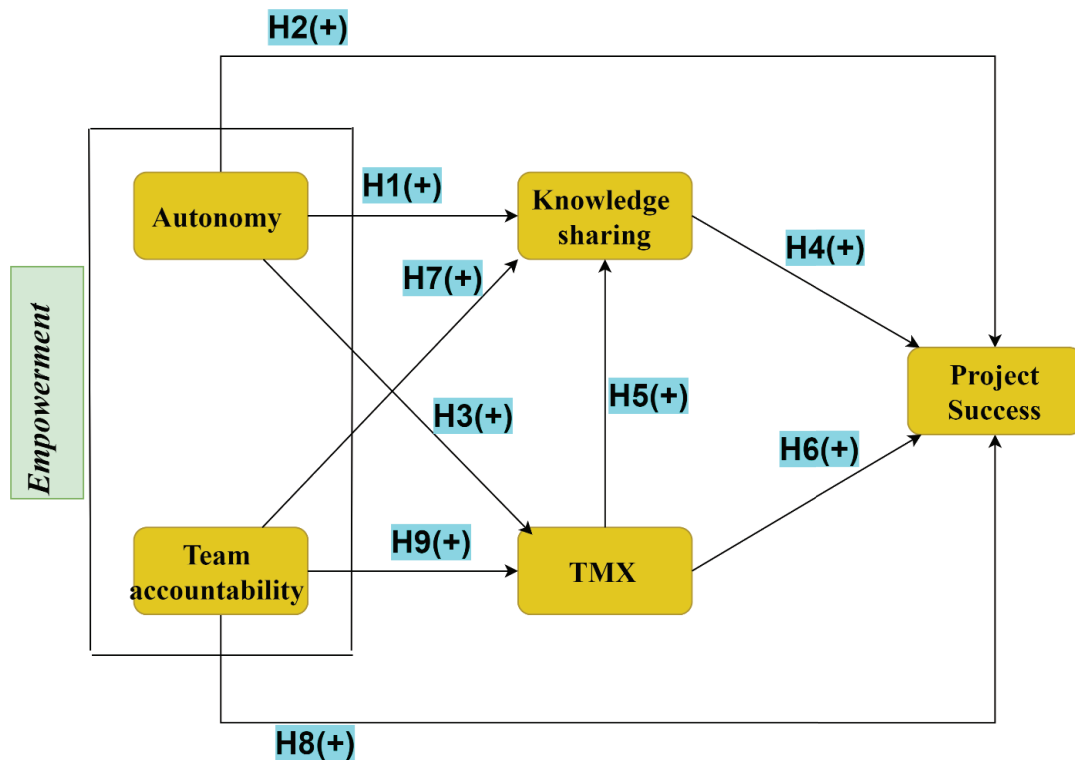 H2(+)
Autonomy
H1(+)
Knowledge
sharing
H7(+)
H4(+)
Empowerment
H3(+)
H5(+)
Project
Success
H6(+)
Team
accountability
H9(+)
TMX
H8(+)